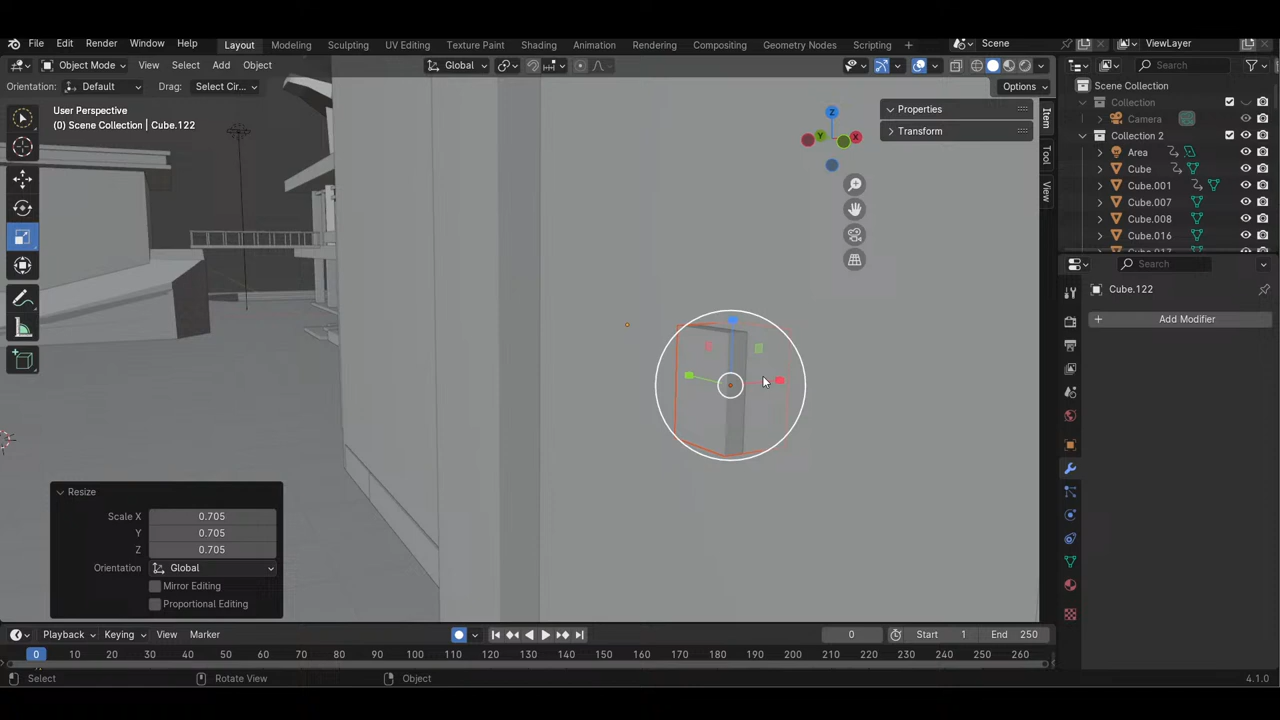 File Edit Render Window Help Layout Modeling Sculpting UV Editing Texture Paint Shading Animation Rendering Compositing Geometry Nodes Scripting + Scene ViewLayer
Object Mode View Select Add Object Global Search
Orientation: Default Drag: Select Cir... Options
Scene Collection
User Perspective
(0) Scene Collection | Cube.122
Properties
Transform
Item
Tool
View
Z
Y
X
Collection
Camera
Collection 2
Area
Cube
Cube.001
Cube.007
Cube.008
Cube.016
Search
Cube.122
+ Add Modifier
Resize
Scale X 0.705
Y 0.705
Z 0.705
Orientation Global
Mirror Editing
Proportional Editing
Playback Keying View Marker 0 Start 1 End 250
0 10 20 30 40 50 60 70 80 90 100 110 120 130 140 150 160 170 180 190 200 210 220 230 240 250 260
Select Rotate View Object 4.1.0